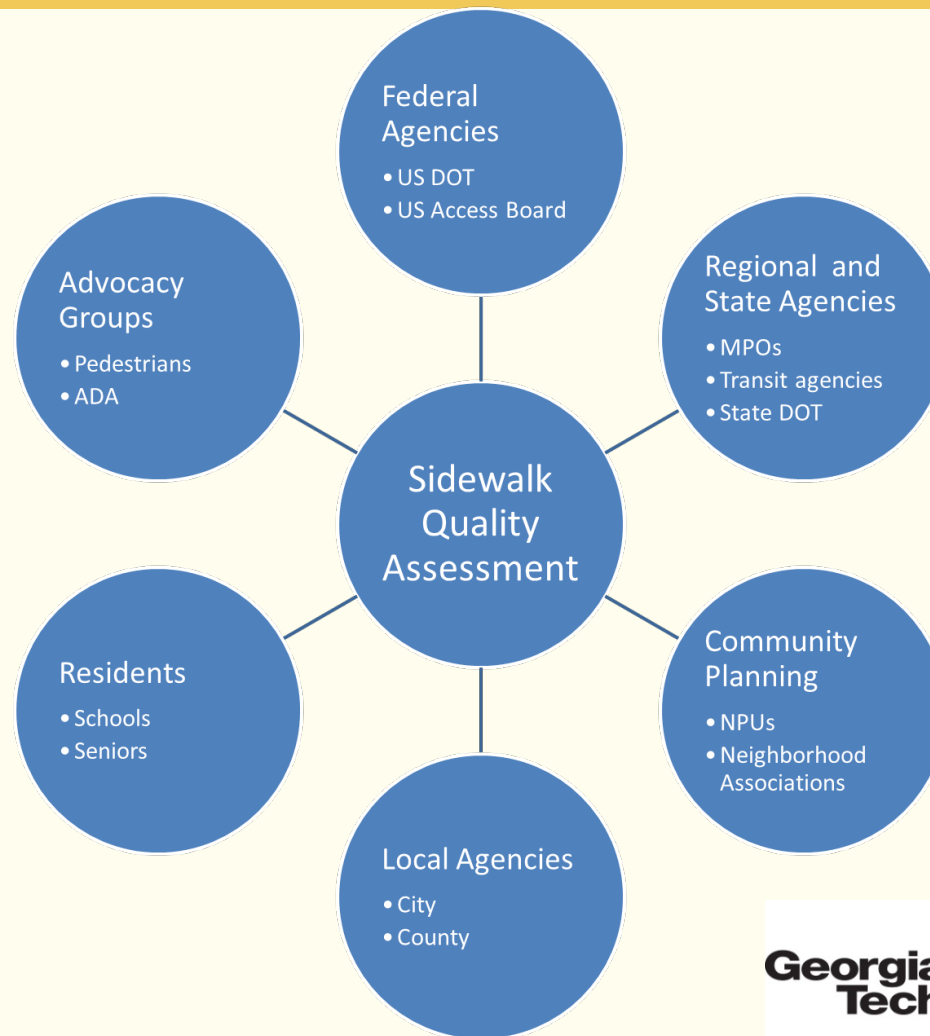 Federal
Agencies
• US DOT
• US Access Board
Regional and
State Agencies
• MPOs
• Transit agencies
• State DOT
Community
Planning
• NPUs
• Neighborhood
Associations
Local Agencies
• City
• County
Residents
• Schools
• Seniors
Advocacy
Groups
• Pedestrians
• ADA
Sidewalk
Quality
Assessment
Georgia
Tech